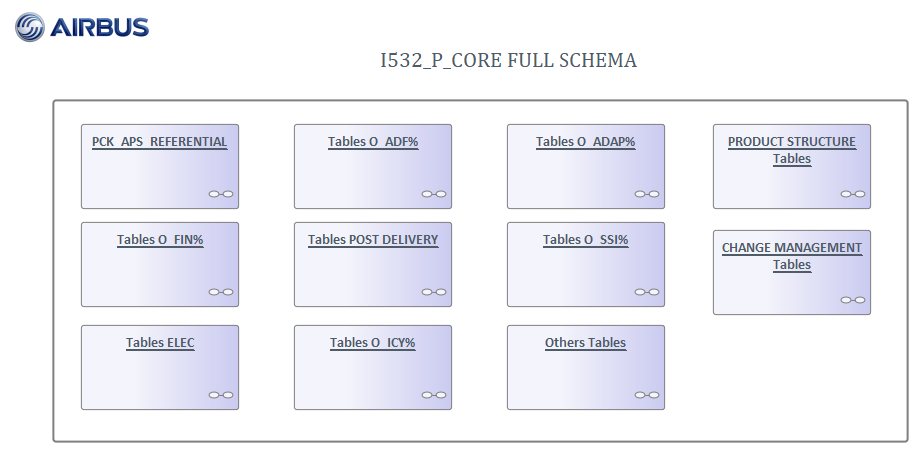 AIRBUS
I532_P_CORE FULL SCHEMA
PCK_APS_REFERENTIAL
Tables O_ADF%
Tables O_ADAP%
PRODUCT STRUCTURE
Tables
Tables O_FIN%
Tables POST DELIVERY
Tables O_SSI%
CHANGE MANAGEMENT
Tables
Tables ELEC
Tables O_ICY%
Others Tables